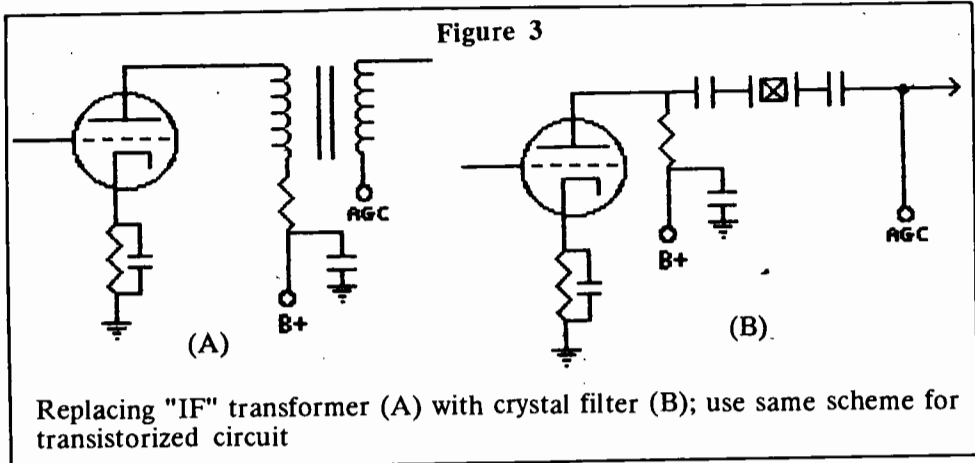 Figure 3
AGC
B+
(A)
B+
AGC
(B)
Replacing "IF" transformer (A) with crystal filter (B); use same scheme for
transistorized circuit